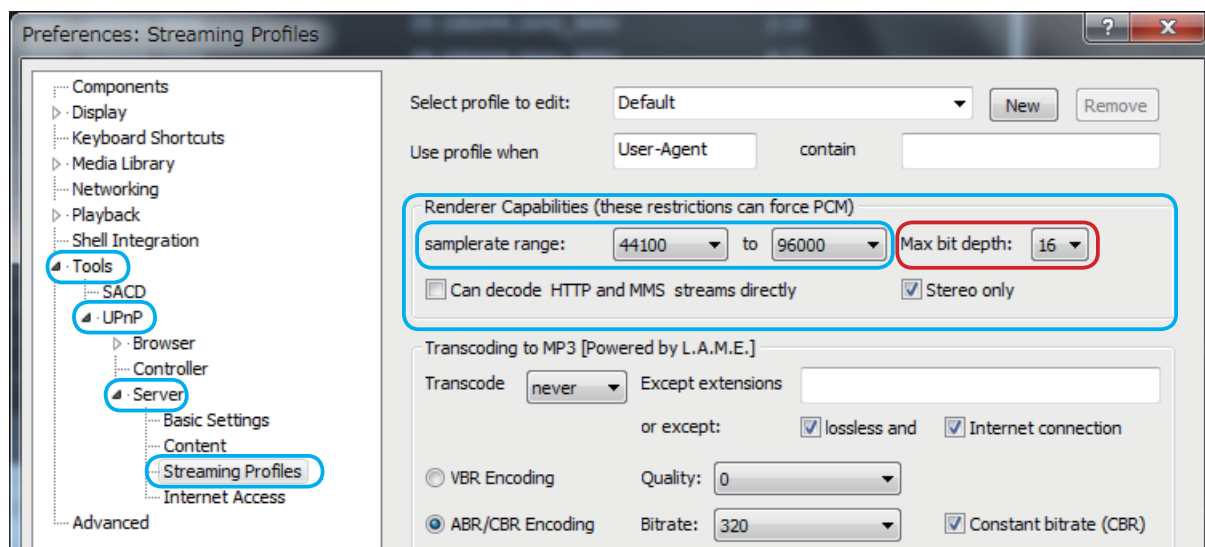 Preferences: Streaming Profiles
Components
Display
Keyboard Shortcuts
Media Library
Networking
Playback
Shell Integration
Tools
SACD
UPnP
Browser
Controller
Server
Basic Settings
Content
Streaming Profiles
Internet Access
Advanced
Select profile to edit: Default New Remove
Use profile when User-Agent contain
Renderer Capabilities (these restrictions can force PCM)
samplerate range: 44100 to 96000 Max bit depth: 16
Can decode HTTP and MMS streams directly Stereo only
Transcoding to MP3 [Powered by L.A.M.E.]
Transcode never Except extensions
or except: lossless and Internet connection
VBR Encoding Quality: 0
ABR/CBR Encoding Bitrate: 320 Constant bitrate (CBR)